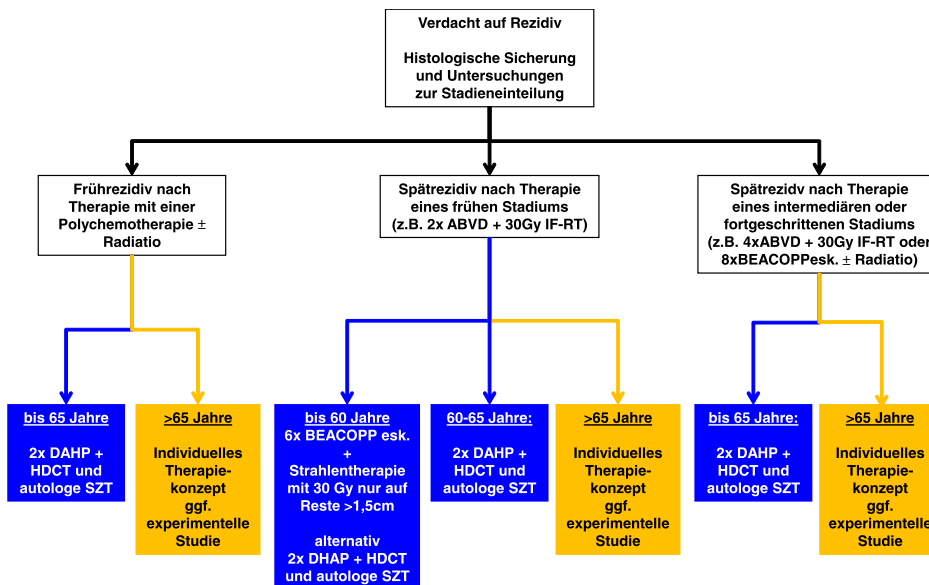 Verdacht auf Rezidiv
Histologische Sicherung
und Untersuchungen
zur Stadieneinteilung
Frührezidiv nach
Therapie mit einer
Polychemotherapie ±
Radiatio
Spätrezidiv nach Therapie
eines frühen Stadiums
(z.B. 2x ABVD + 30Gy IF-RT)
Spätrezidv nach Therapie
eines intermediären oder
fortgeschrittenen Stadiums
(z.B. 4xABVD + 30Gy IF-RT oder
8xBEACOPPesk. ± Radiatio)
bis 65 Jahre
2x DAHP +
HDCT und
autologe SZT
>65 Jahre
Individuelles
Therapie-
konzept
ggf.
experimentelle
Studie
bis 60 Jahre
6x BEACOPP esk.
+
Strahlentherapie
mit 30 Gy nur auf
Reste >1,5cm
alternativ
2x DHAP + HDCT
und autologe SZT
60-65 Jahre:
2x DAHP +
HDCT und
autologe SZT
>65 Jahre
Individuelles
Therapie-
konzept
ggf.
experimentelle
Studie
bis 65 Jahre:
2x DAHP +
HDCT und
autologe SZT
>65 Jahre
Individuelles
Therapie-
konzept
ggf.
experimentelle
Studie